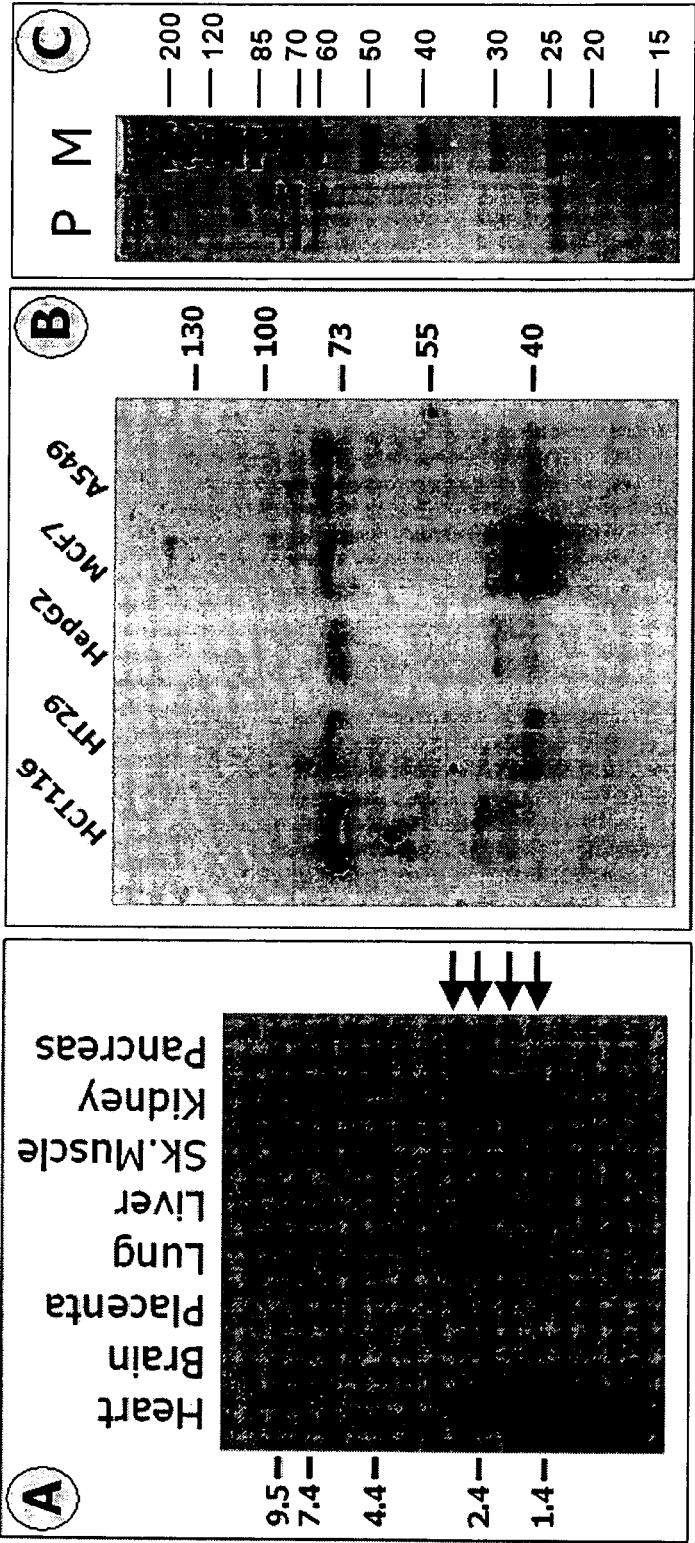 A
Heart
Brain
Placenta
Lung
Liver
Sk.Muscle
Kidney
Pancreas
9.5
7.4
4.4
2.4
1.4
B
HCT116
HT29
HepG2
MCF7
A549
130
100
73
55
40
C
P M
200
120
85
70
60
50
40
30
25
20
15